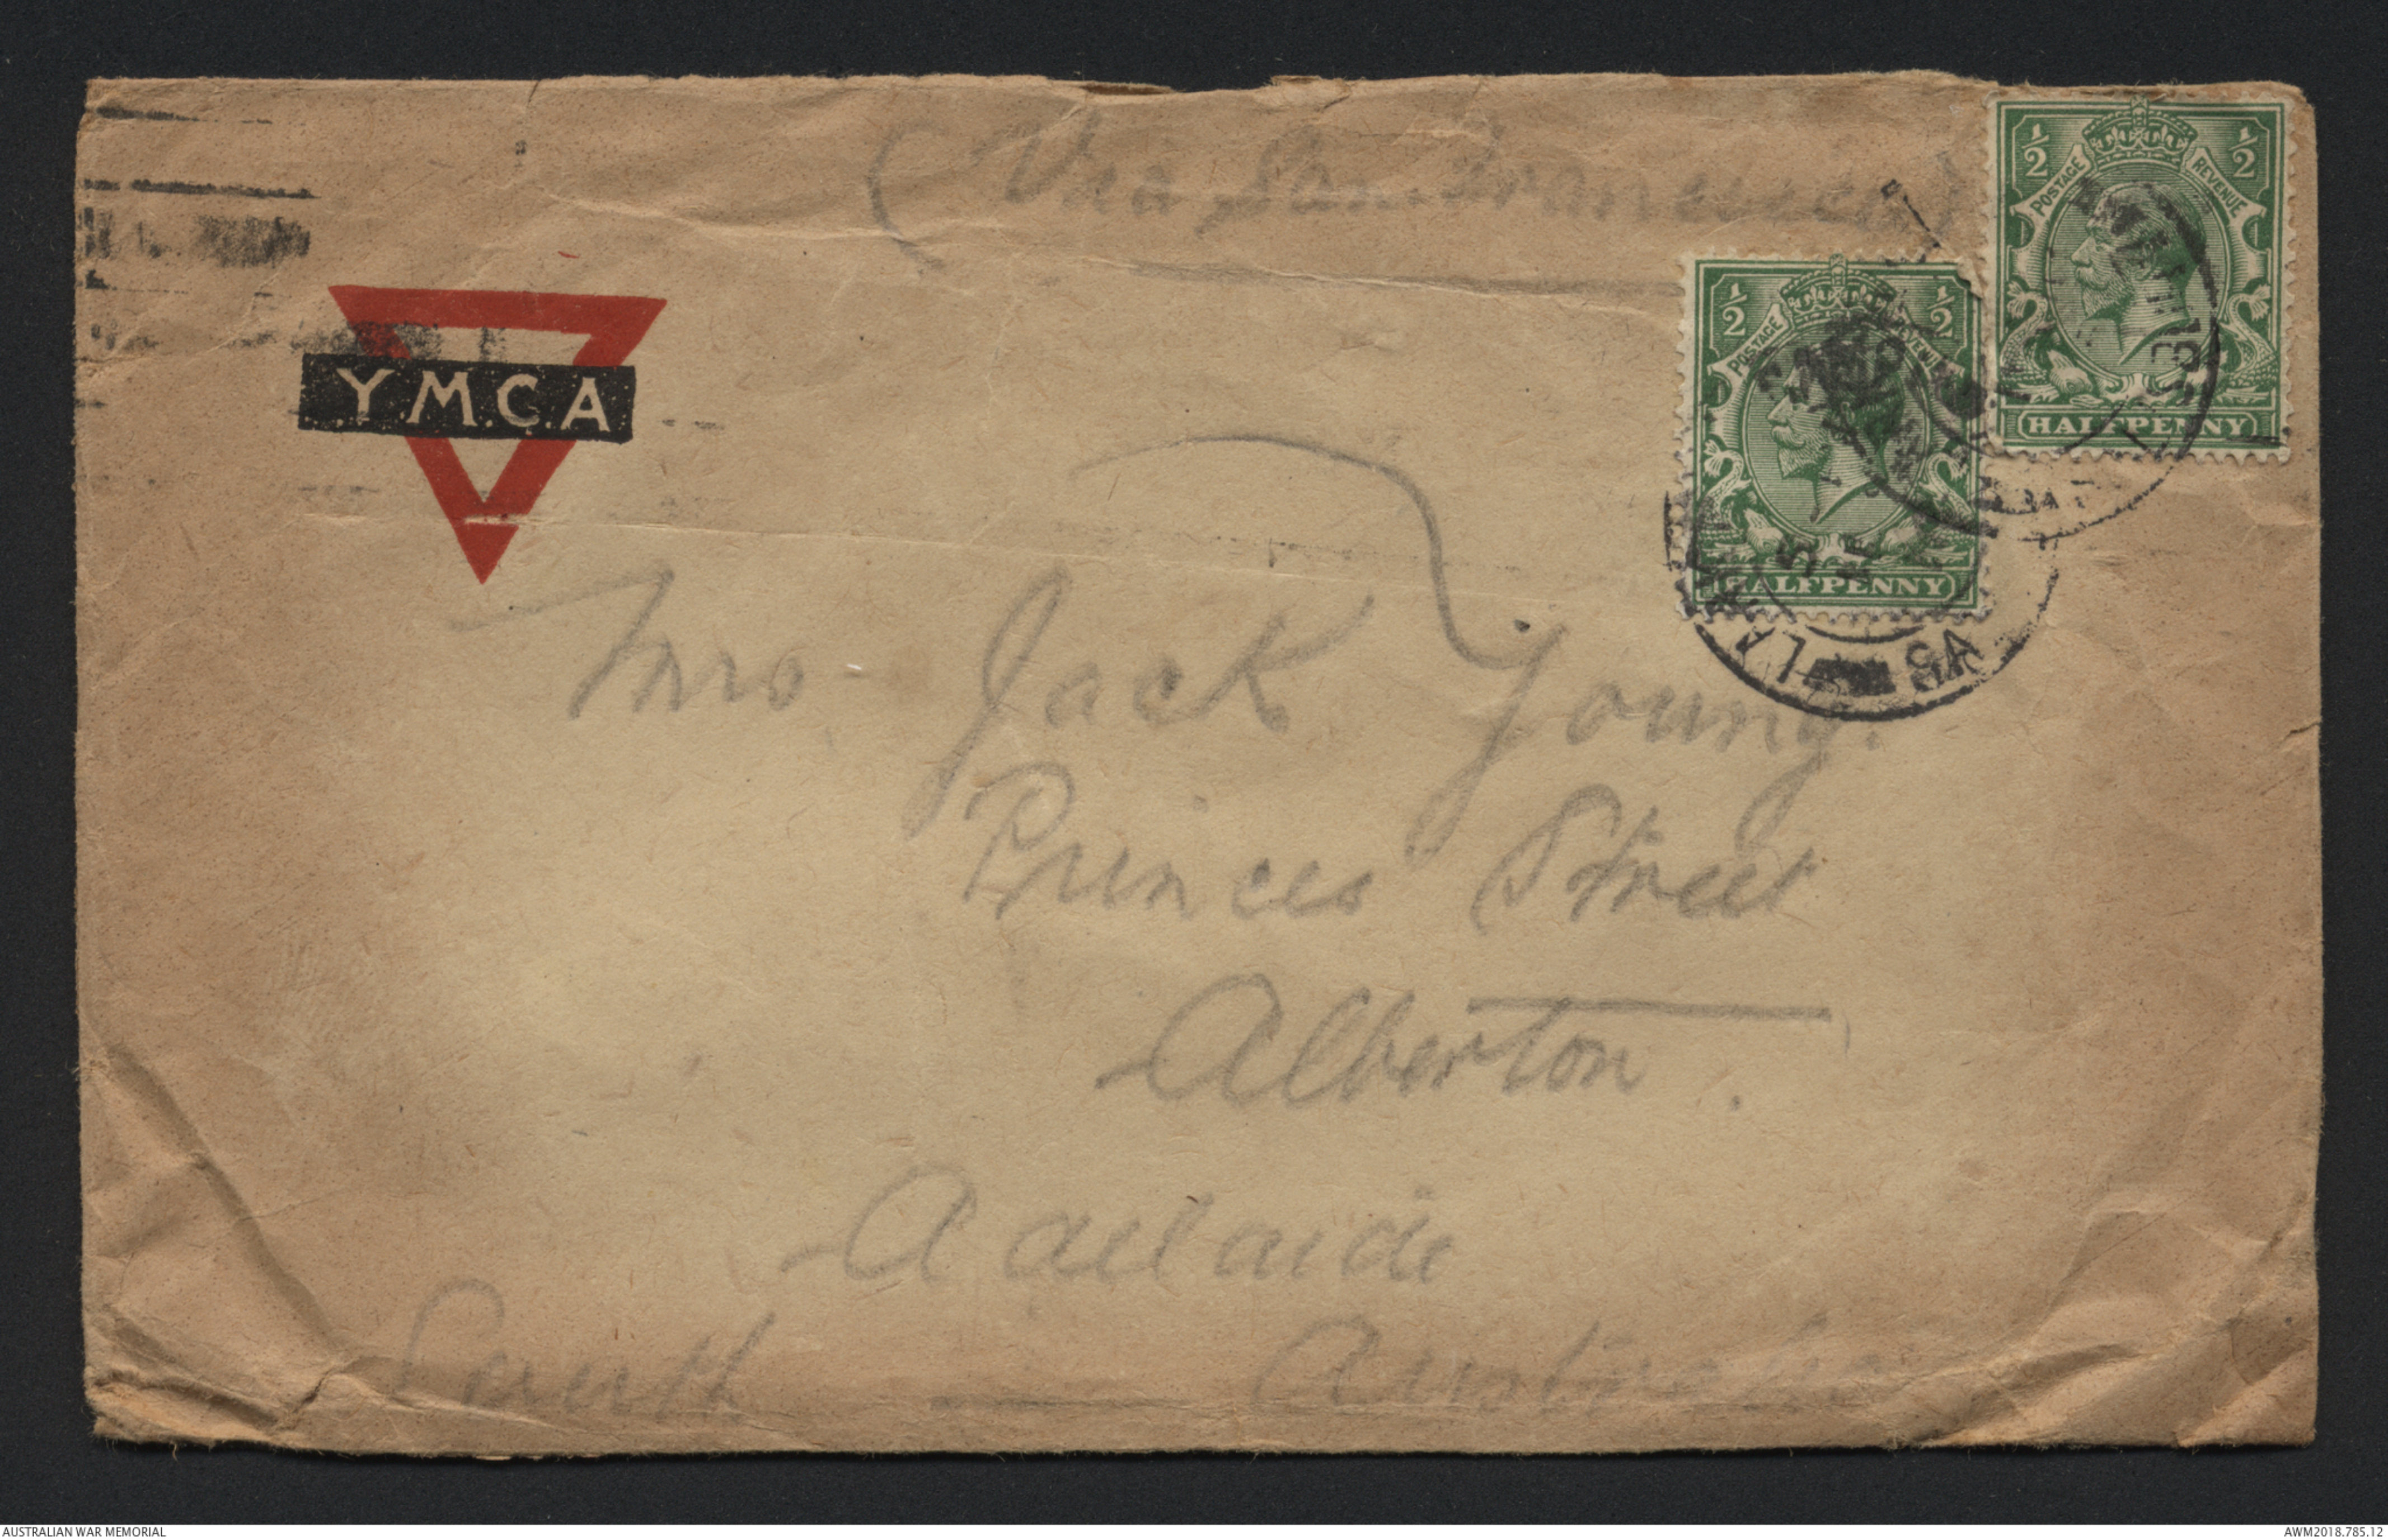 (Via San Francisco)
½ ½
POSTAGE REVENUE
HALFPENNY
½ ½
POSTAGE REVENUE
HALFPENNY
Y.M.C.A
Mrs Jack Young.
Princes Street
Alberton.
Adelaide
South Australia
AUSTRALIAN WAR MEMORIAL
AWM2018.785.12